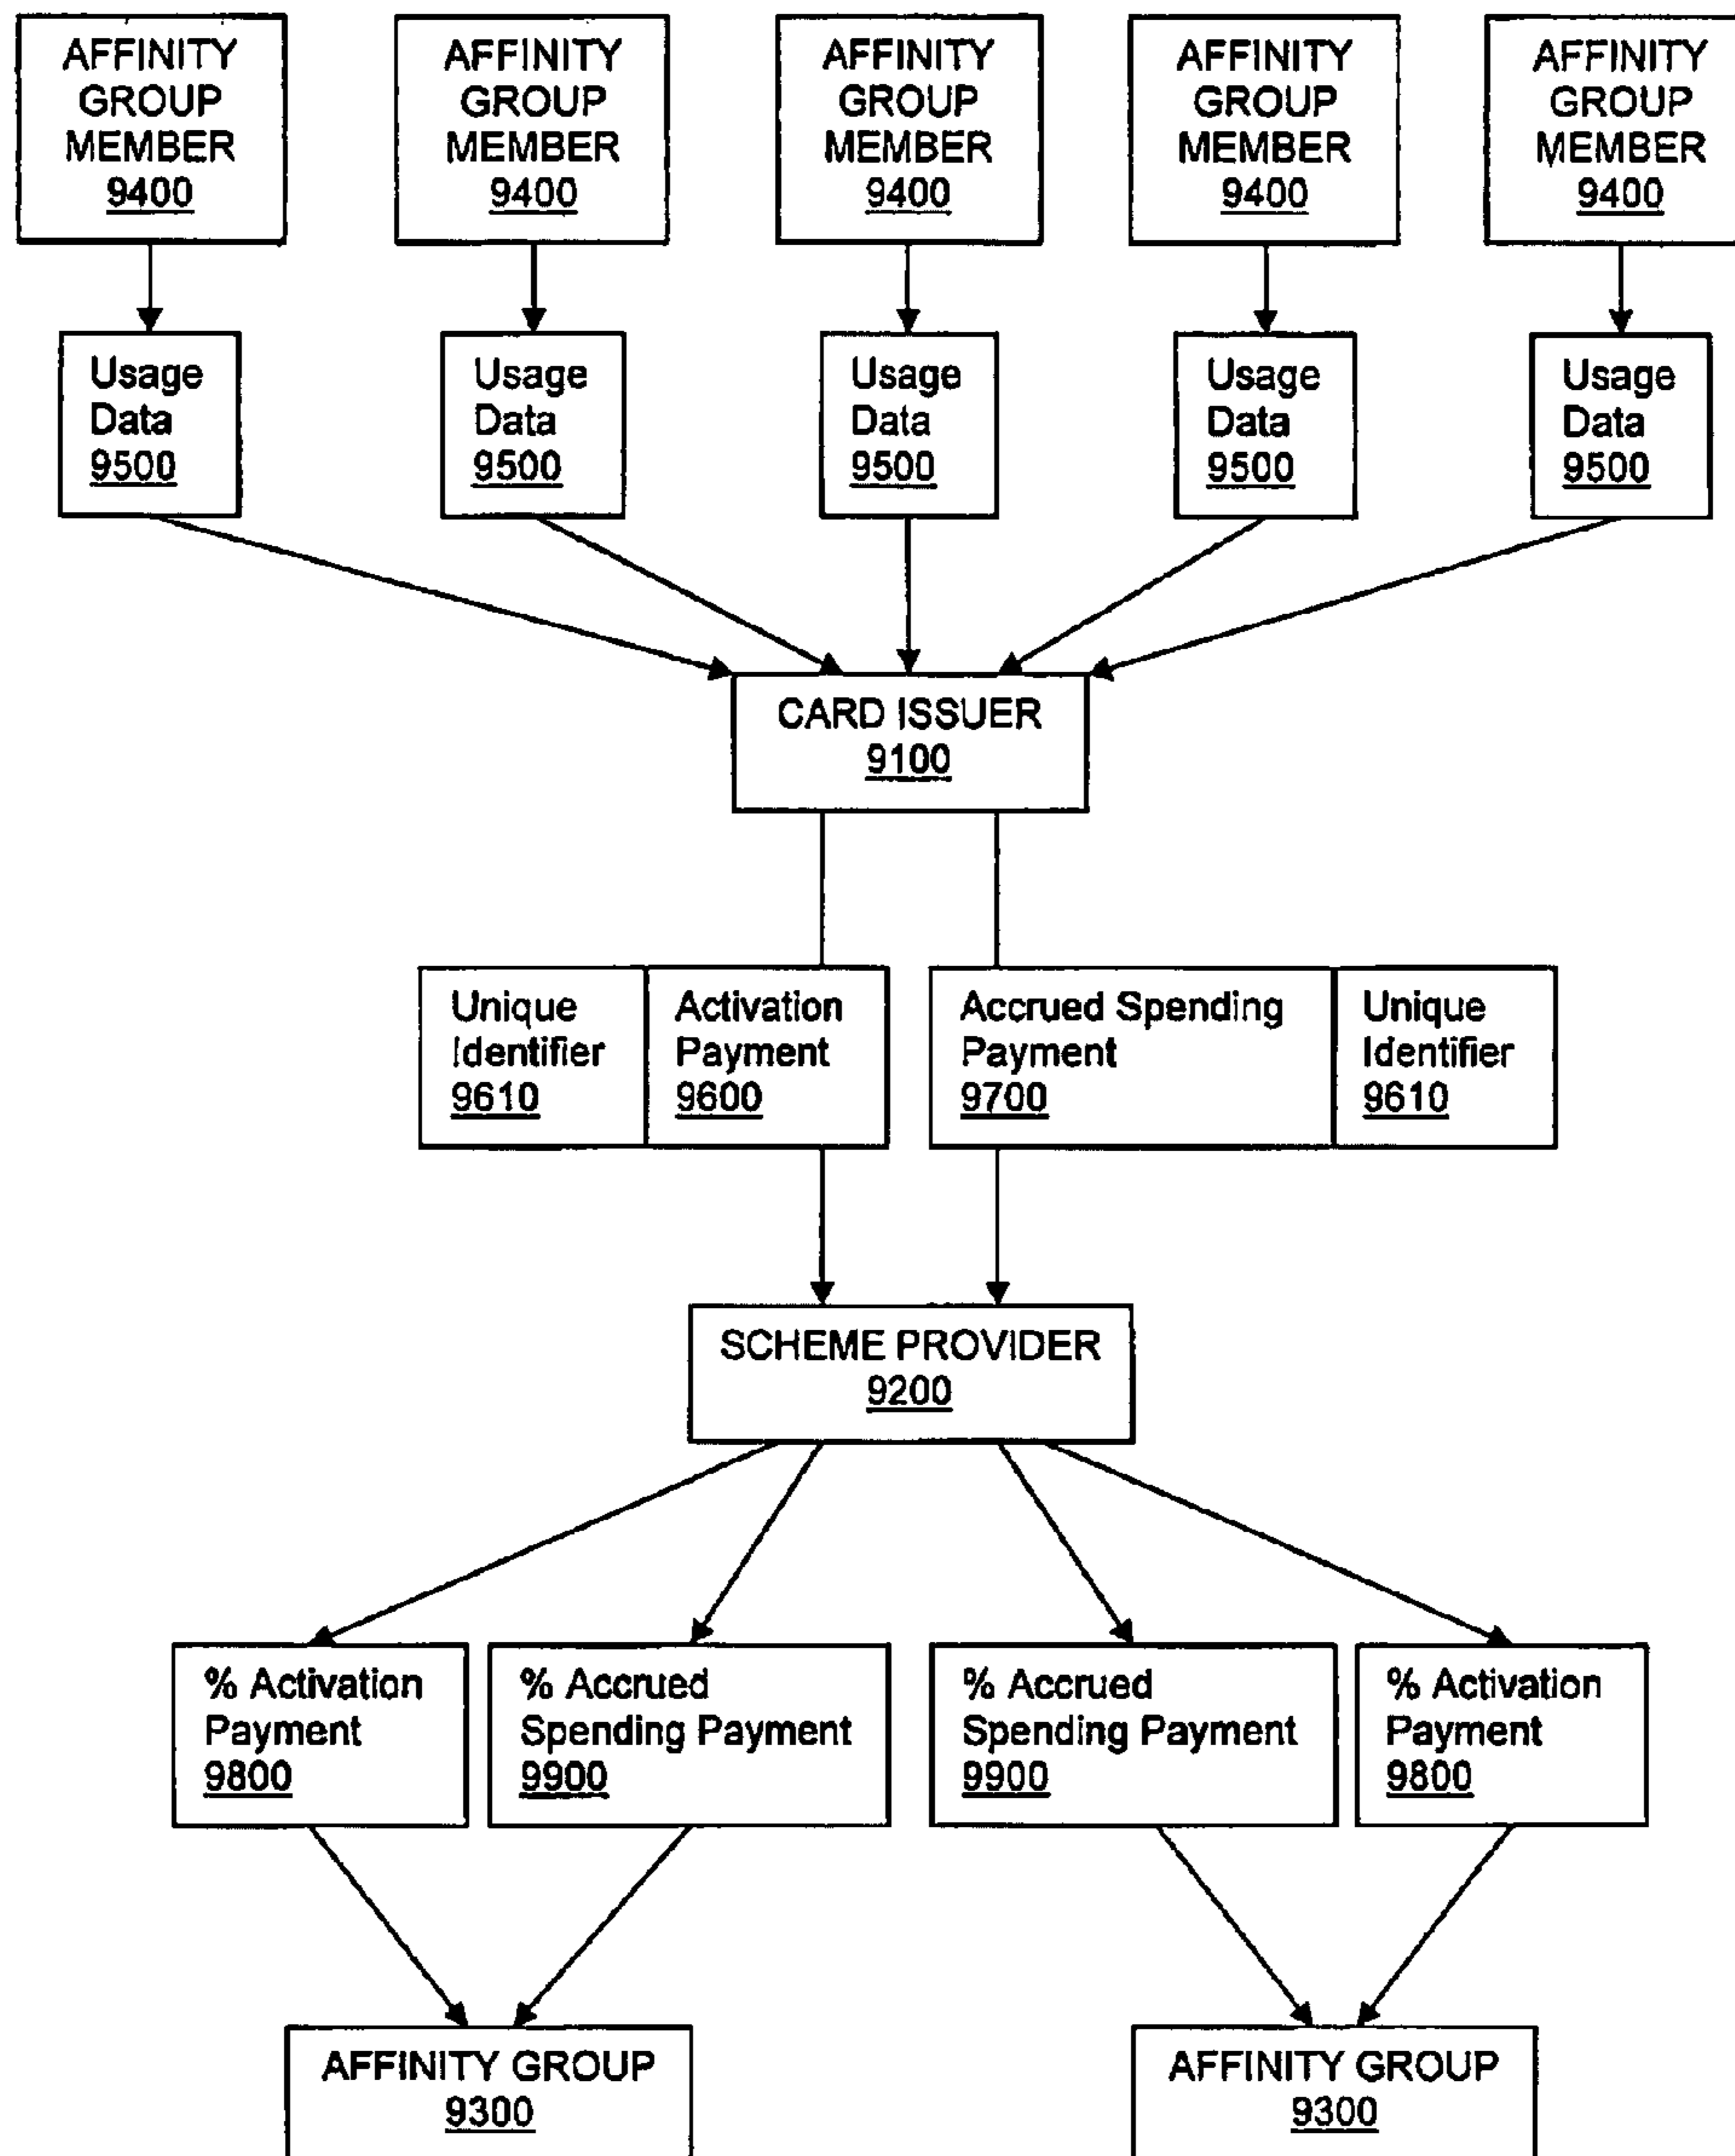 AFFINITY
GROUP
MEMBER
9400
AFFINITY
GROUP
MEMBER
9400
AFFINITY
GROUP
MEMBER
9400
AFFINITY
GROUP
MEMBER
9400
AFFINITY
GROUP
MEMBER
9400
Usage
Data
9500
Usage
Data
9500
Usage
Data
9500
Usage
Data
9500
Usage
Data
9500
CARD ISSUER
9100
Unique
Identifier
9610
Activation
Payment
9600
Accrued Spending
Payment
9700
Unique
Identifier
9610
SCHEME PROVIDER
9200
% Activation
Payment
9800
% Accrued
Spending Payment
9900
% Accrued
Spending Payment
9900
% Activation
Payment
9800
AFFINITY GROUP
9300
AFFINITY GROUP
9300